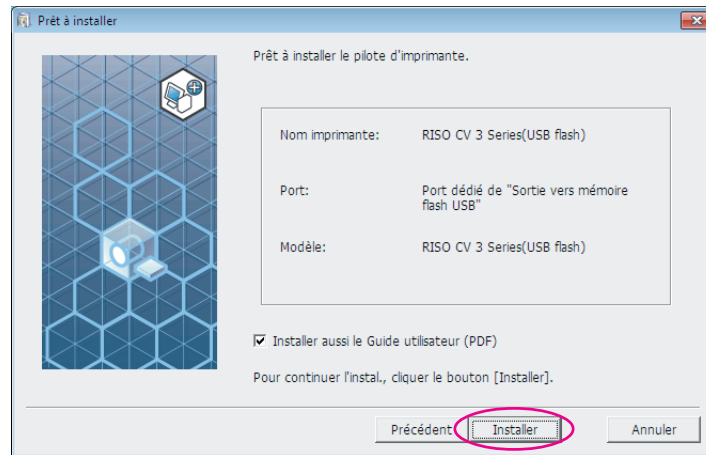 Prêt à installer
Prêt à installer le pilote d'imprimante.
Nom imprimante: RISO CV 3 Series(USB flash)
Port: Port dédié de "Sortie vers mémoire
flash USB"
Modèle: RISO CV 3 Series(USB flash)
Installer aussi le Guide utilisateur (PDF)
Pour continuer l'instal., cliquer le bouton [Installer].
Précédent Installer Annuler